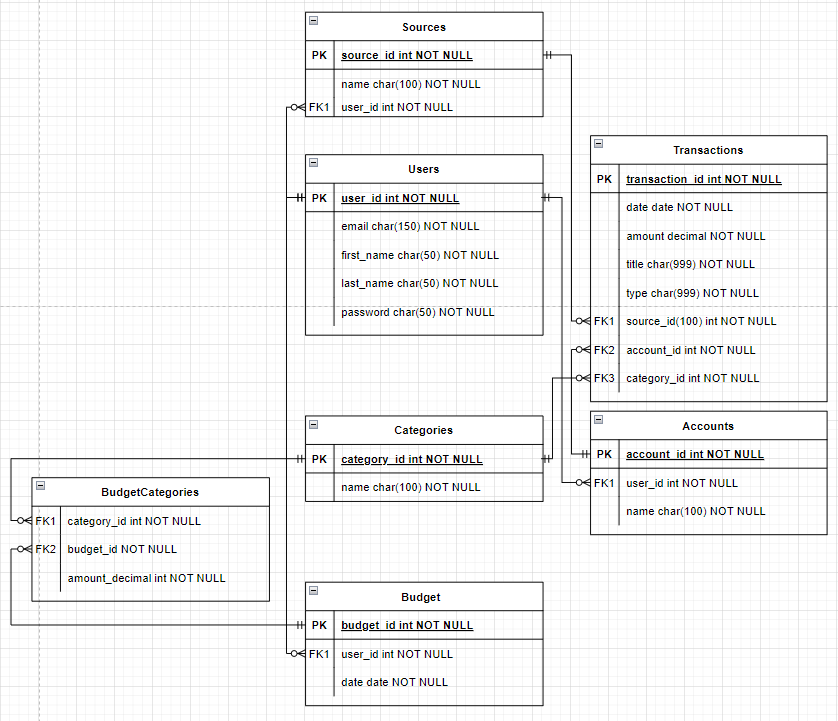 Sources
PK source_id int NOT NULL
name char(100) NOT NULL
FK1 user_id int NOT NULL
Users
PK user_id int NOT NULL
email char(150) NOT NULL
first_name char(50) NOT NULL
last_name char(50) NOT NULL
password char(50) NOT NULL
Transactions
PK transaction_id int NOT NULL
date date NOT NULL
amount decimal NOT NULL
title char(999) NOT NULL
type char(999) NOT NULL
FK1 source_id(100) int NOT NULL
FK2 account_id int NOT NULL
FK3 category_id int NOT NULL
Categories
PK category_id int NOT NULL
name char(100) NOT NULL
Accounts
PK account_id int NOT NULL
FK1 user_id int NOT NULL
name char(100) NOT NULL
BudgetCategories
FK1 category_id int NOT NULL
FK2 budget_id NOT NULL
amount_decimal int NOT NULL
Budget
PK budget_id int NOT NULL
FK1 user_id int NOT NULL
date date NOT NULL